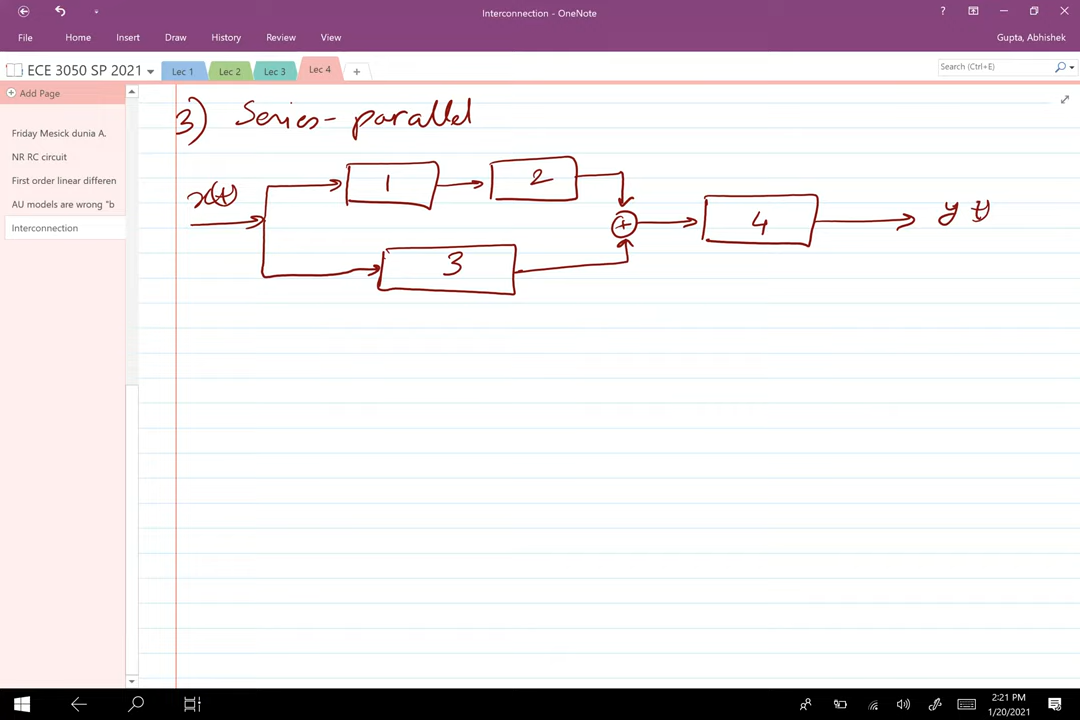 Interconnection - OneNote
?
File Home Insert Draw History Review View
Gupta, Abhishek
ECE 3050 SP 2021
Lec 1 Lec 2 Lec 3 Lec 4 +
Search (Ctrl+E)
Add Page
Friday Mesick dunia A.
NR RC circuit
First order linear differen
AU models are wrong "b
Interconnection
3) Series-parallel
x(t)
1
2
+
3
4
y(t)
2:21 PM
1/20/2021